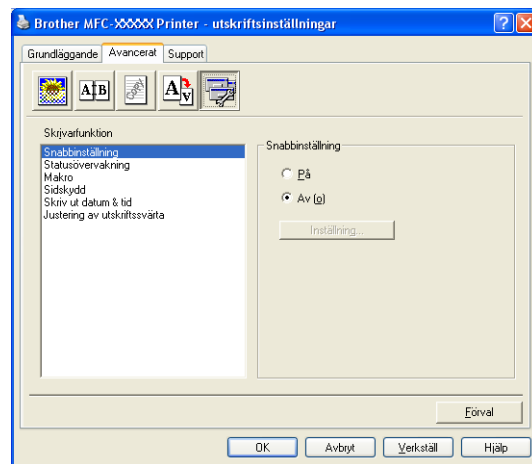 Brother MFC-XXXXX Printer - utskriftsinställningar
Grundläggande Avancerat Support
A B
A A
Skrivarfunktion
Snabbinställning
Statusövervakning
Makro
Sidskydd
Skriv ut datum & tid
Justering av utskriftssvärta
Snabbinställning
På
Av (o)
Inställning...
Förval
OK Avbryt Verkställ Hjälp